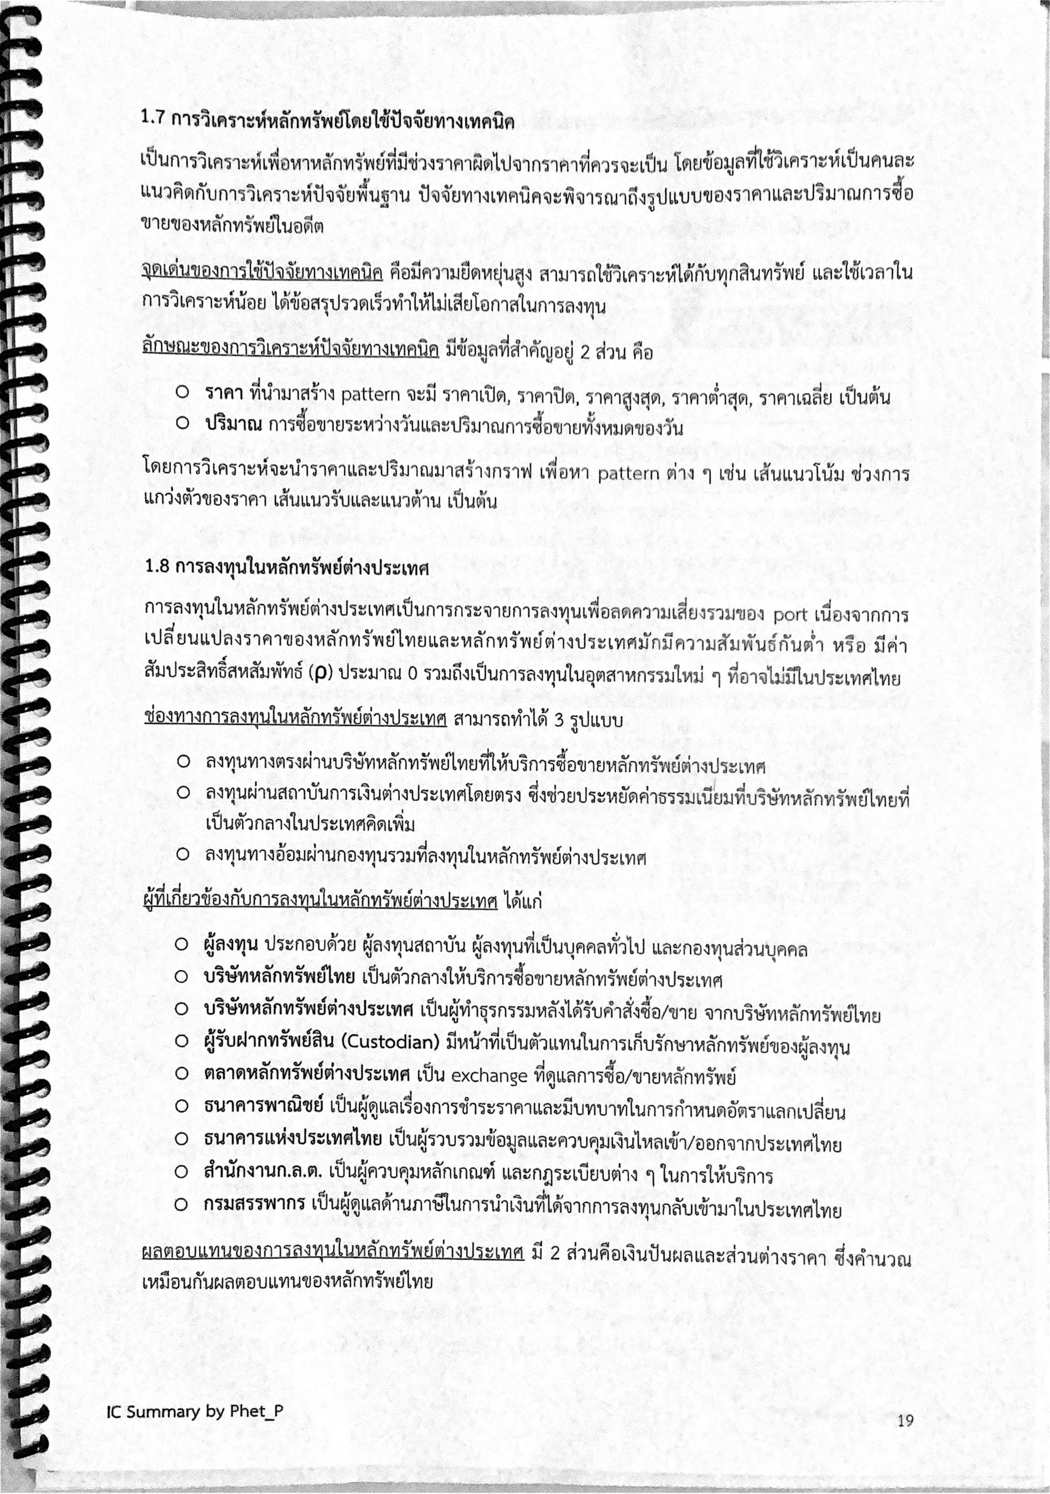 1.7 การวิเคราะห์หลักทรัพย์โดยใช้ปัจจัยทางเทคนิค
เป็นการวิเคราะห์เพื่อหาหลักทรัพย์ที่มีช่วงราคาผิดไปจากราคาที่ควรจะเป็น โดยข้อมูลที่ใช้วิเคราะห์เป็นคนละ
แนวคิดกับการวิเคราะห์ปัจจัยพื้นฐาน ปัจจัยทางเทคนิคจะพิจารณาถึงรูปแบบของราคาและปริมาณการซื้อ
ขายของหลักทรัพย์ในอดีต
จุดเด่นของการใช้ปัจจัยทางเทคนิค คือมีความยืดหยุ่นสูง สามารถใช้วิเคราะห์ได้กับทุกสินทรัพย์ และใช้เวลาใน
การวิเคราะห์น้อย ได้ข้อสรุปรวดเร็วทำให้ไม่เสียโอกาสในการลงทุน
ลักษณะของการวิเคราะห์ปัจจัยทางเทคนิค มีข้อมูลที่สำคัญอยู่ 2 ส่วน คือ
○ ราคา ที่นำมาสร้าง pattern จะมี ราคาเปิด, ราคาปิด, ราคาสูงสุด, ราคาต่ำสุด, ราคาเฉลี่ย เป็นต้น
○ ปริมาณ การซื้อขายระหว่างวันและปริมาณการซื้อขายทั้งหมดของวัน
โดยการวิเคราะห์จะนำราคาและปริมาณมาสร้างกราฟ เพื่อหา pattern ต่าง ๆ เช่น เส้นแนวโน้ม ช่วงการ
แกว่งตัวของราคา เส้นแนวรับและแนวต้าน เป็นต้น
1.8 การลงทุนในหลักทรัพย์ต่างประเทศ
การลงทุนในหลักทรัพย์ต่างประเทศเป็นการกระจายการลงทุนเพื่อลดความเสี่ยงรวมของ port เนื่องจากการ
เปลี่ยนแปลงราคาของหลักทรัพย์ไทยและหลักทรัพย์ต่างประเทศมักมีความสัมพันธ์กันต่ำ หรือ มีค่า
สัมประสิทธิ์สหสัมพัทธ์ (ρ) ประมาณ 0 รวมถึงเป็นการลงทุนในอุตสาหกรรมใหม่ ๆ ที่อาจไม่มีในประเทศไทย
ช่องทางการลงทุนในหลักทรัพย์ต่างประเทศ สามารถทำได้ 3 รูปแบบ
○ ลงทุนทางตรงผ่านบริษัทหลักทรัพย์ไทยที่ให้บริการซื้อขายหลักทรัพย์ต่างประเทศ
○ ลงทุนผ่านสถาบันการเงินต่างประเทศโดยตรง ซึ่งช่วยประหยัดค่าธรรมเนียมที่บริษัทหลักทรัพย์ไทยที่
เป็นตัวกลางในประเทศคิดเพิ่ม
○ ลงทุนทางอ้อมผ่านกองทุนรวมที่ลงทุนในหลักทรัพย์ต่างประเทศ
ผู้ที่เกี่ยวข้องกับการลงทุนในหลักทรัพย์ต่างประเทศ ได้แก่
○ ผู้ลงทุน ประกอบด้วย ผู้ลงทุนสถาบัน ผู้ลงทุนที่เป็นบุคคลทั่วไป และกองทุนส่วนบุคคล
○ บริษัทหลักทรัพย์ไทย เป็นตัวกลางให้บริการซื้อขายหลักทรัพย์ต่างประเทศ
○ บริษัทหลักทรัพย์ต่างประเทศ เป็นผู้ทำธุรกรรมหลังได้รับคำสั่งซื้อ/ขาย จากบริษัทหลักทรัพย์ไทย
○ ผู้รับฝากทรัพย์สิน (Custodian) มีหน้าที่เป็นตัวแทนในการเก็บรักษาหลักทรัพย์ของผู้ลงทุน
○ ตลาดหลักทรัพย์ต่างประเทศ เป็น exchange ที่ดูแลการซื้อ/ขายหลักทรัพย์
○ ธนาคารพาณิชย์ เป็นผู้ดูแลเรื่องการชำระราคาและมีบทบาทในการกำหนดอัตราแลกเปลี่ยน
○ ธนาคารแห่งประเทศไทย เป็นผู้รวบรวมข้อมูลและควบคุมเงินไหลเข้า/ออกจากประเทศไทย
○ สำนักงานก.ล.ต. เป็นผู้ควบคุมหลักเกณฑ์ และกฎระเบียบต่าง ๆ ในการให้บริการ
○ กรมสรรพากร เป็นผู้ดูแลด้านภาษีในการนำเงินที่ได้จากการลงทุนกลับเข้ามาในประเทศไทย
ผลตอบแทนของการลงทุนในหลักทรัพย์ต่างประเทศ มี 2 ส่วนคือเงินปันผลและส่วนต่างราคา ซึ่งคำนวณ
เหมือนกันผลตอบแทนของหลักทรัพย์ไทย
IC Summary by Phet_P
19